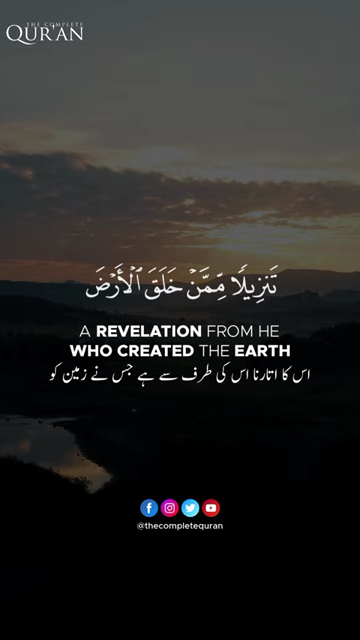 THE COMPLETE
QUR'AN
تَنزِيلًا مِّمَّنْ خَلَقَ ٱلْأَرْضَ
A REVELATION FROM HE
WHO CREATED THE EARTH
اس کا اتارنا اس کی طرف سے ہے جس نے زمین کو
@thecompletequran